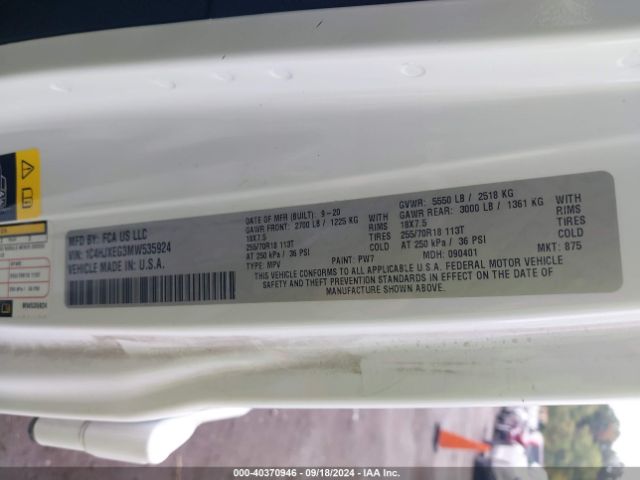 MFD BY: FCA US LLC
VIN: 1C4HJXEG3MW535924
VEHICLE MADE IN: U.S.A.
DATE OF MFR (BUILT): 9-20
GAWR FRONT: 2700 LB / 1225 KG
18X7.5 RIMS
255/70R18 113T TIRES
AT 250 kPa / 36 PSI COLD
TYPE: MPV
PAINT: PW7
GVWR: 5550 LB / 2518 KG
GAWR REAR: 3000 LB / 1361 KG
WITH
18X7.5 RIMS
255/70R18 113T TIRES
AT 250 kPa / 36 PSI COLD
MDH: 090401
MKT: 875
THIS VEHICLE CONFORMS TO ALL APPLICABLE U.S.A. FEDERAL MOTOR VEHICLE
SAFETY AND THEFT PREVENTION STANDARDS IN EFFECT ON THE DATE OF
MANUFACTURE SHOWN ABOVE.
MW535924
000-40370946 - 09/18/2024 - IAA Inc.